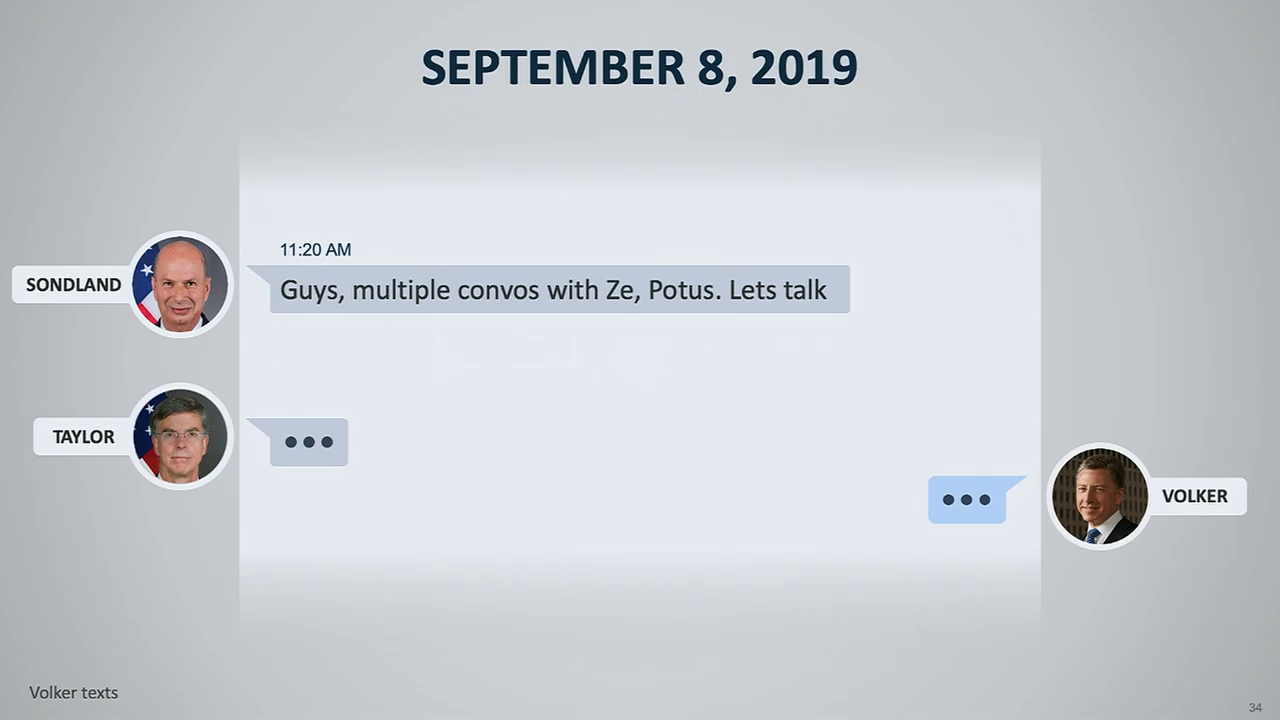 SEPTEMBER 8, 2019
11:20 AM
SONDLAND
Guys, multiple convos with Ze, Potus. Lets talk
TAYLOR
VOLKER
Volker texts
34